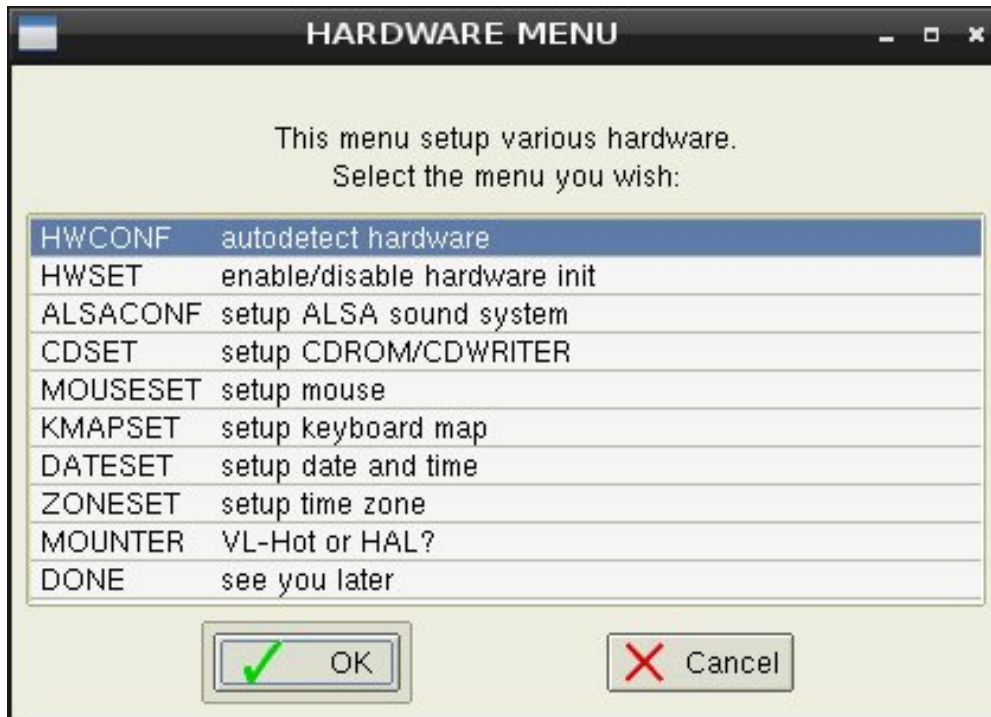 HARDWARE MENU
This menu setup various hardware.
Select the menu you wish:
HWCONF autodetect hardware
HWSET enable/disable hardware init
ALSACONF setup ALSA sound system
CDSET setup CDROM/CDWRITER
MOUSESET setup mouse
KMAPSET setup keyboard map
DATESET setup date and time
ZONESET setup time zone
MOUNTER VL-Hot or HAL?
DONE see you later
OK Cancel